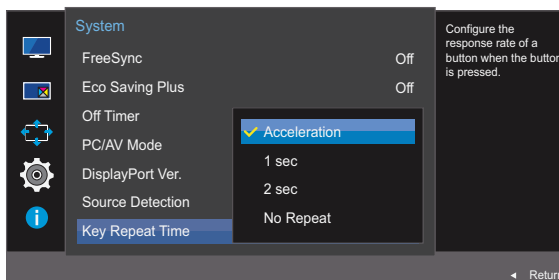 System
FreeSync Off
Eco Saving Plus Off
Off Timer
PC/AV Mode
DisplayPort Ver.
Source Detection
Key Repeat Time
Acceleration
1 sec
2 sec
No Repeat
Configure the
response rate of a
button when the button
is pressed.
Return